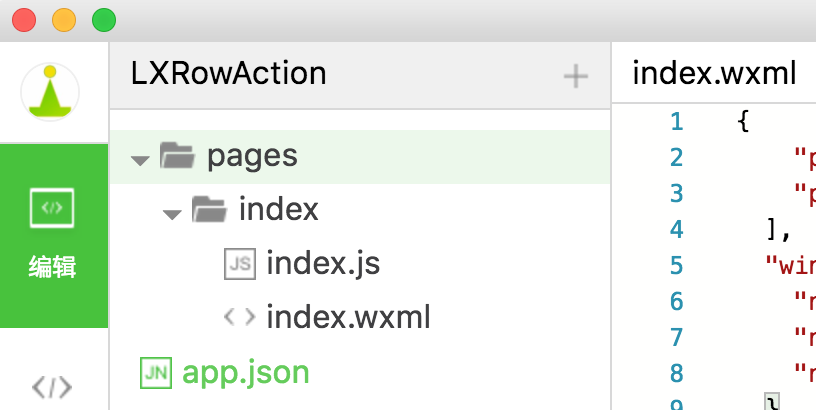 LXRowAction
+
index.wxml
pages
index
JS index.js
<> index.wxml
JN app.json
</>
编辑
</>
1 {
2 "p
3 "p
4 ],
5 "wi
6 "n
7 "n
8 "n
9 }